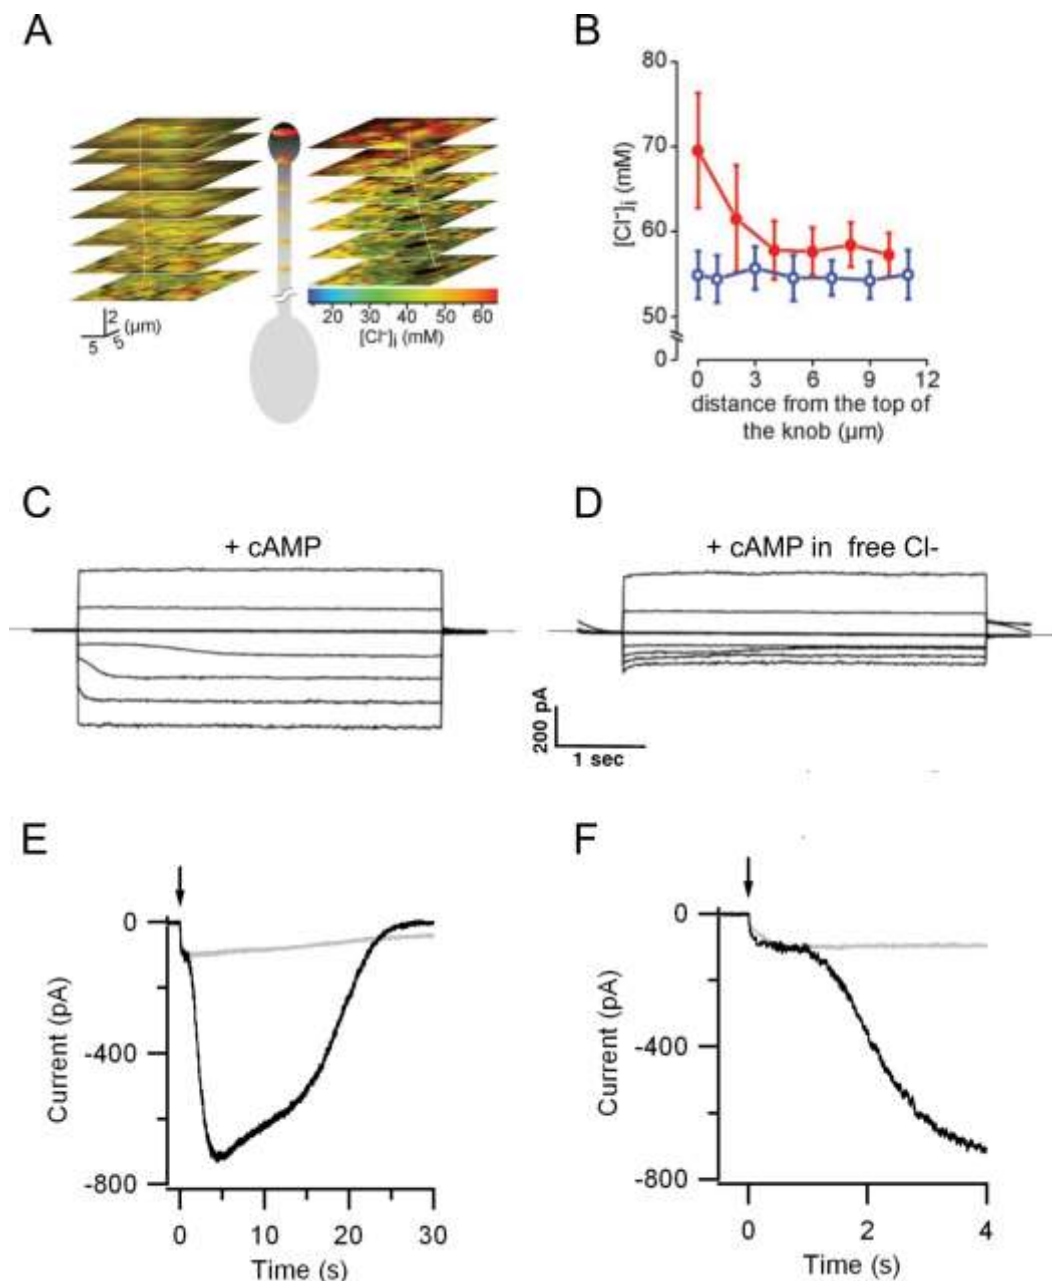 A
B
80
70
60
50
0
[Cl-]i (mM)
0 3 6 9 12
distance from the top of
the knob (µm)
2
5 5 (µm)
20 30 40 50 60
[Cl-]i (mM)
C
+ cAMP
D
+ cAMP in free Cl-
200 pA
1 sec
E
0
-400
-800
Current (pA)
0 10 20 30
Time (s)
F
0
-400
-800
Current (pA)
0 2 4
Time (s)